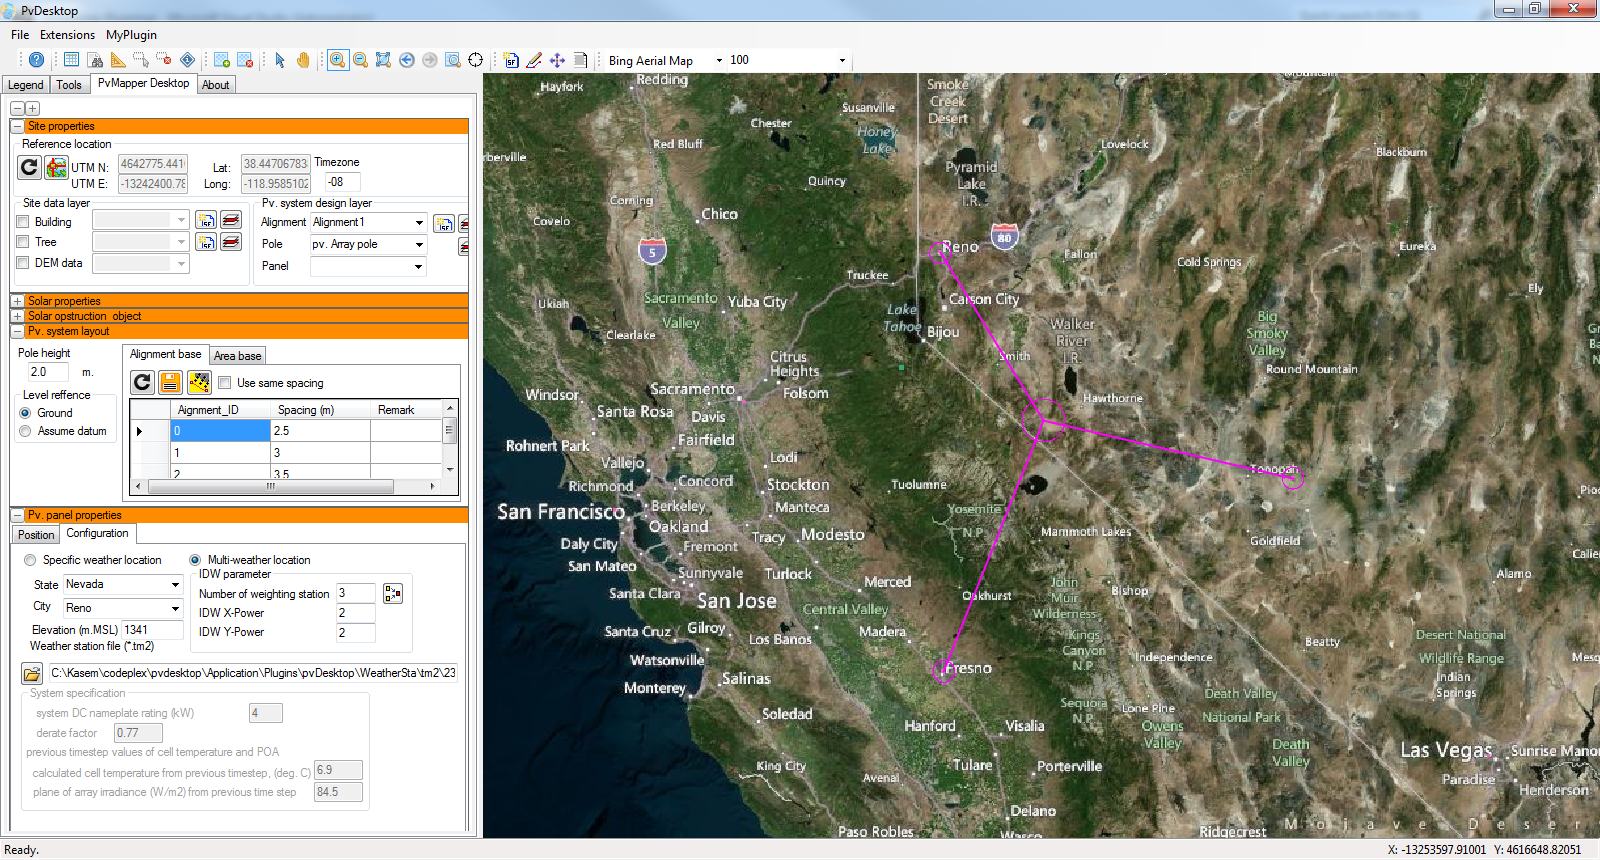 PvDesktop
File Extensions MyPlugin
Bing Aerial Map 100
Legend Tools PvMapper Desktop About
Site properties
Reference location
UTM N: 4642775.441 Lat: 38.44706783 Timezone
UTM E: -13242400.78 Long: -118.9585102 -08
Site data layer
Building
Tree
DEM data
Pv. system design layer
Alignment Alignment1
Pole pv. Array pole
Panel
Solar properties
Solar opstruction object
Pv. system layout
Pole height
2.0 m.
Level reffence
Ground
Assume datum
Alignment base Area base
Use same spacing
Aignment_ID Spacing (m) Remark
0 2.5
1 3
2 3.5
Pv. panel properties
Position Configuration
Specific weather location Multi-weather location
State Nevada
City Reno
Elevation (m.MSL) 1341
Weather station file (*.tm2)
IDW parameter
Number of weighting station 3
IDW X-Power 2
IDW Y-Power 2
C:\Kasem\codeplex\pvdesktop\Application\Plugins\pvDesktop\WeatherSta\tm2\23
System specification
system DC nameplate rating (kW) 4
derate factor 0.77
previous timestep values of cell temperature and POA
calculated cell temperature from previous timestep, (deg. C) 6.9
plane of array irradiance (W/m2) from previous time step 84.5
Redding
Hayfork
Susanville
Smoke
Creek
Desert
Chester
Honey
Lake
Lovelock
Red Bluff
Blackburn
rberville
Pyramid
Lake
I.R.
Quincy
Corning
Chico
Covelo
5
Reno
80
Fallon
Eureka
Cold Springs
Truckee
Ely
Sacramento
Valley
Yuba City
Carson City
Ukiah
Lake
Tahoe
Bijou
Walker
River
I.R.
Big
Smoky
Valley
Clearlake
Smith
Citrus
Heights
Round Mountain
Sacramento
Folsom
Windsor
Santa Rosa
Davis
Hawthorne
Rohnert Park
Fairfield
Vallejo
Lodi
Tonopah
Richmond
Concord
Stockton
Tuolumne
San Francisco
Berkeley
Manteca
Yosemite
N.P.
Oakland
Tracy
Modesto
Mammoth Lakes
Daly City
Fremont
Goldfield
San Mateo
Sunnyvale
Turlock
Merced
Alamo
Santa Clara
San Jose
Oakhurst
John
Muir
Wilderness
Bishop
Central Valley
Santa Cruz
Gilroy
Los Banos
Madera
Kings
Canyon
N.P.
Beatty
Desert National
Wildlife Range
Watsonville
Fresno
Independence
Indian
Springs
Monterey
Salinas
Sequora
N.P.
Lone Pine
Death Valley
National Park
Soledad
Hanford
Visalia
Owens
Valley
Death
Valley
Las Vegas
Sunrise Mano
King City
Tulare
Porterville
Paradise
Avenal
Henderson
Delano
Paso Robles
Wasco
Ridgecrest
Mojave Deser
Ready.
X: -13253597.91001 Y: 4616648.82051